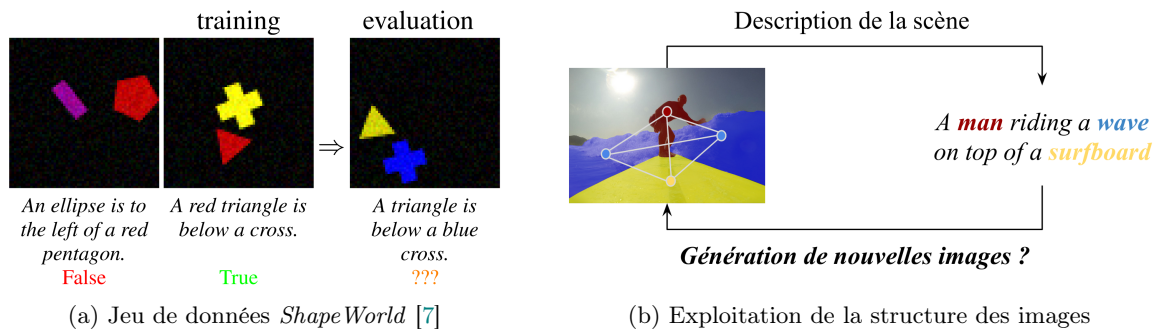 training
evaluation
⇒
An ellipse is to
the left of a red
pentagon.
False
A red triangle is
below a cross.
True
A triangle is
below a blue
cross.
???
(a) Jeu de données ShapeWorld [7]
Description de la scène
A man riding a wave
on top of a surfboard
Génération de nouvelles images ?
(b) Exploitation de la structure des images